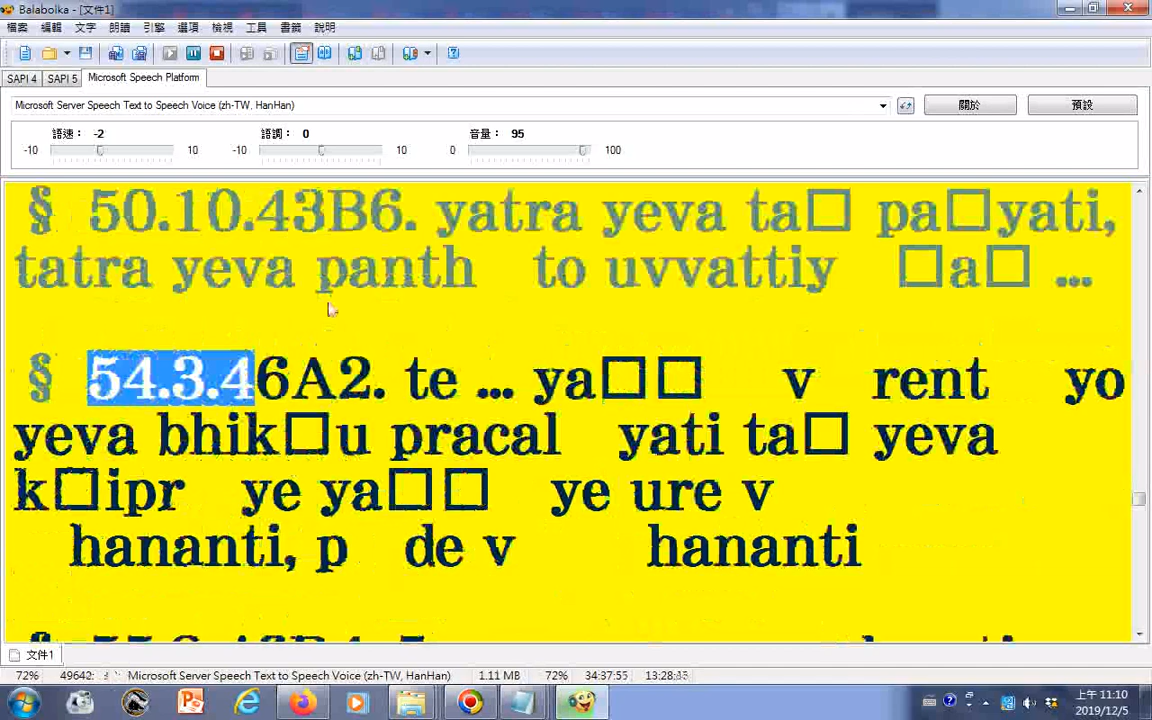 Balabolka - [文件1]
檔案 編輯 文字 朗讀 引擎 選項 檢視 工具 書籤 說明
SAPI 4 SAPI 5 Microsoft Speech Platform
Microsoft Server Speech Text to Speech Voice (zh-TW, HanHan) 關於 預設
語速： -2 語調： 0 音量： 95
-10 10 -10 10 0 100
§ 50.10.43B6. yatra yeva ta□ pa□yati,
tatra yeva panth to uvvattiy □a□ ...
§ 54.3.46A2. te ... ya□□ v rent yo
yeva bhik□u pracal yati ta□ yeva
k□ipr ye ya□□ ye ure v
hananti, p de v hananti
文件1
72% 49642: Microsoft Server Speech Text to Speech Voice (zh-TW, HanHan) 1.11 MB 72% 34:37:55
上午 11:10
2019/12/5